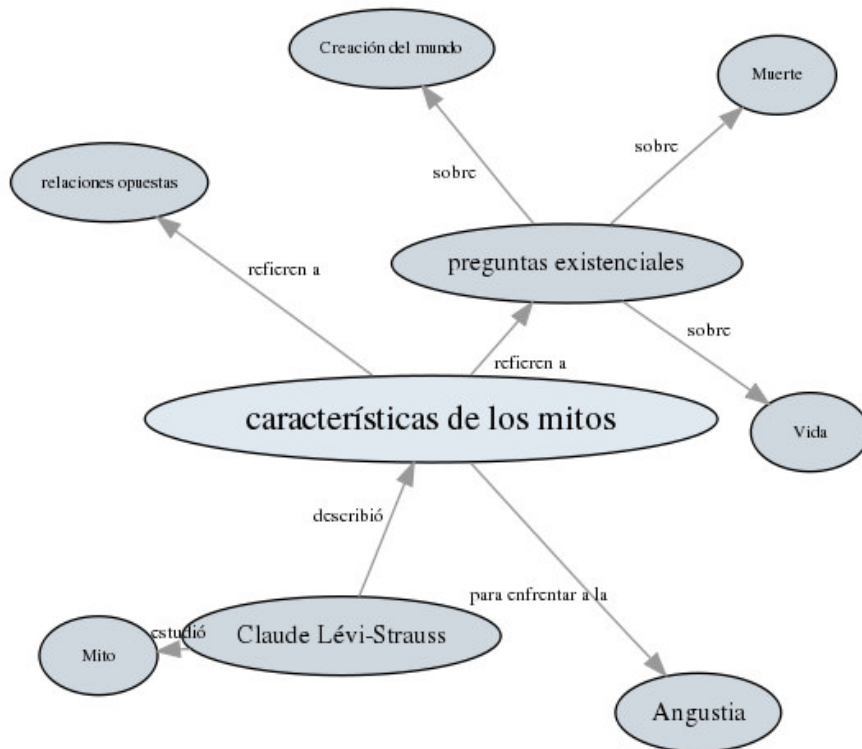 Creación del mundo
Muerte
sobre
sobre
relaciones opuestas
preguntas existenciales
refieren a
sobre
refieren a
características de los mitos
Vida
describió
para enfrentar a la
estudió
Claude Lévi-Strauss
Mito
Angustia